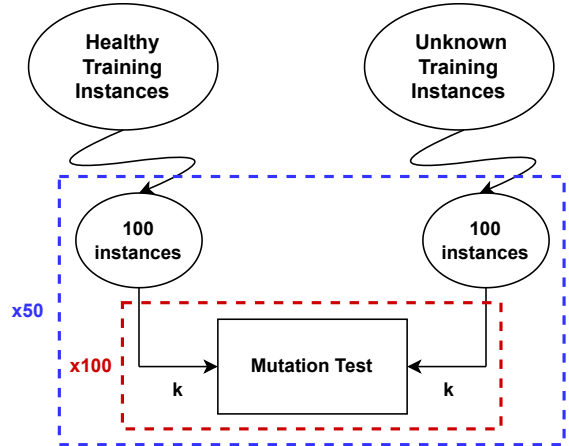 Healthy
Training
Instances
Unknown
Training
Instances
100
instances
100
instances
x50
x100
Mutation Test
k
k